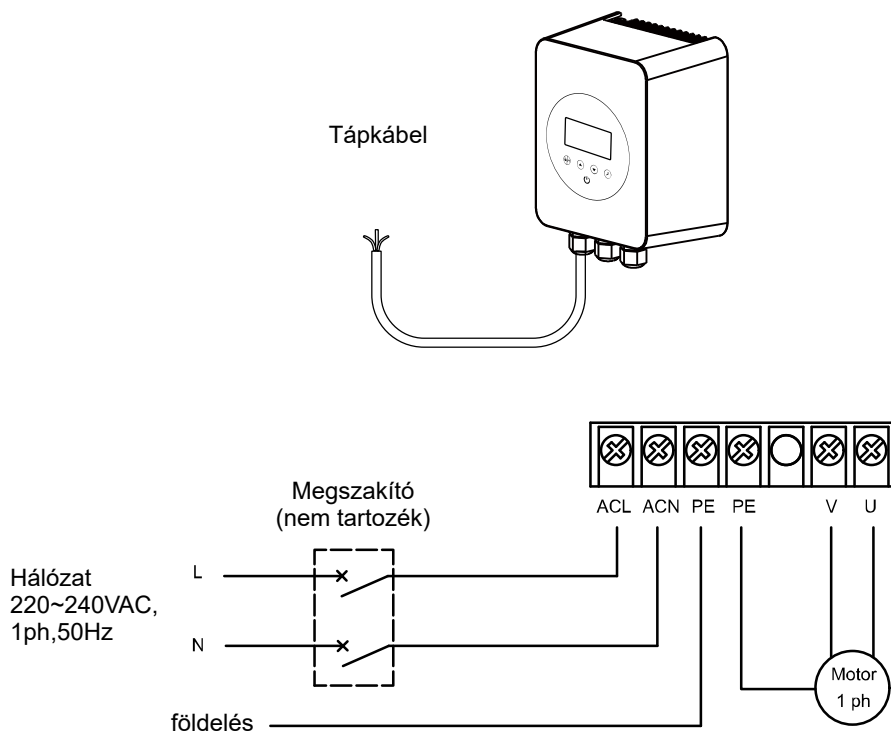 Tápkábel
ACL ACN PE PE V U
Megszakító
(nem tartozék)
Hálózat
220~240VAC,
1ph,50Hz
L
N
földelés
Motor
1 ph